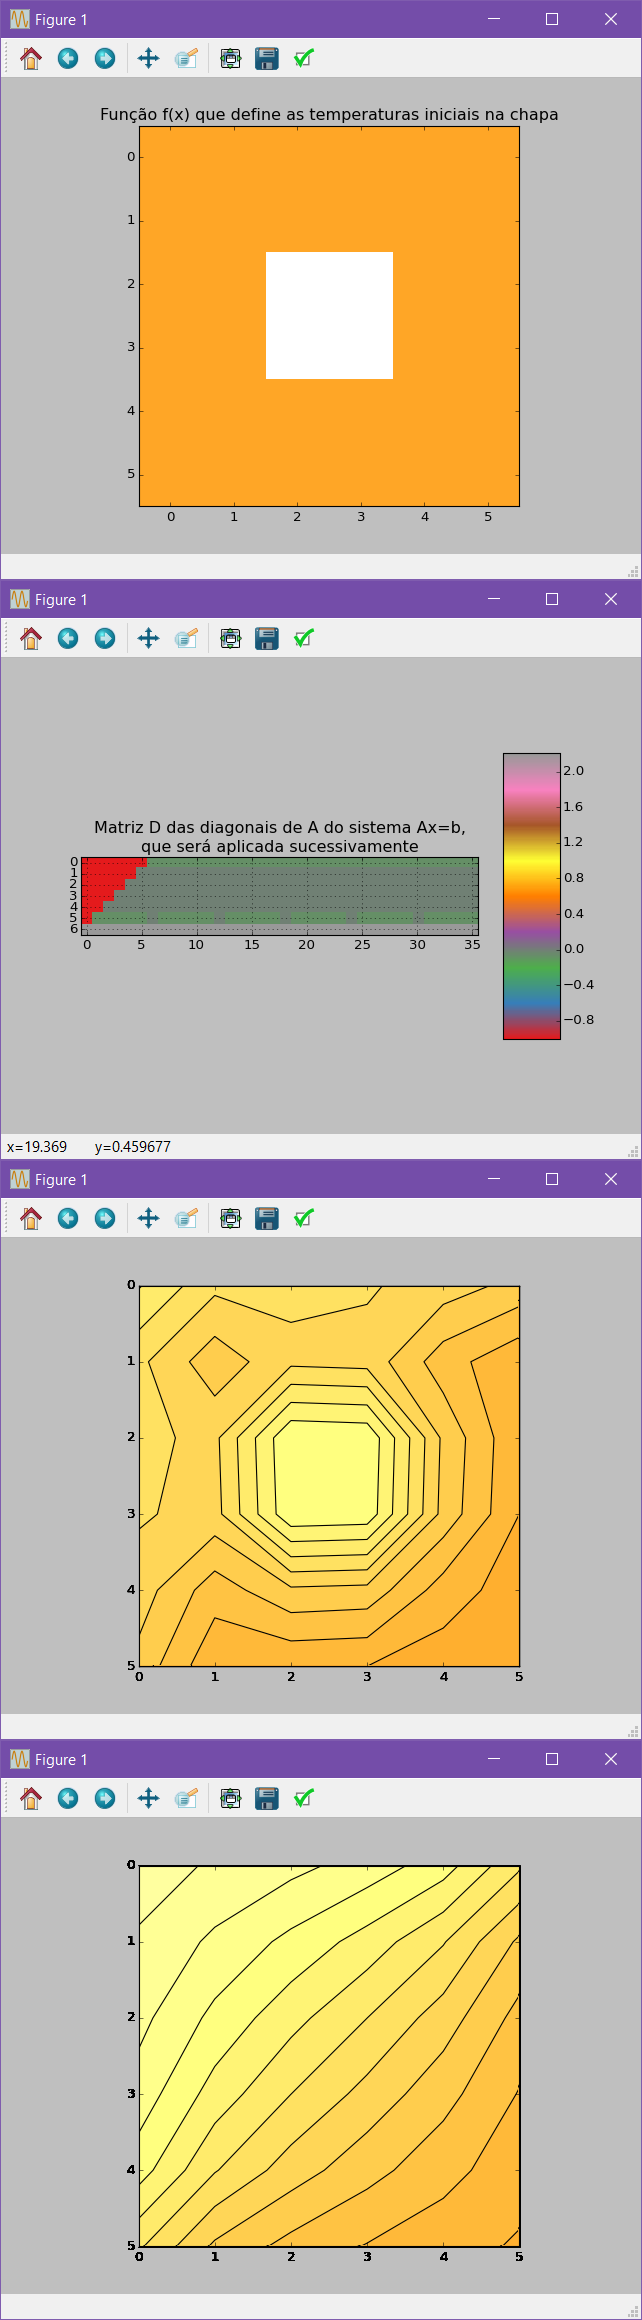 Figure 1
Função f(x) que define as temperaturas iniciais na chapa
0
1
2
3
4
5
0 1 2 3 4 5
Figure 1
Matriz D das diagonais de A do sistema Ax=b,
que será aplicada sucessivamente
0
1
2
3
4
5
6
0 5 10 15 20 25 30 35
2.0
1.6
1.2
0.8
0.4
0.0
−0.4
−0.8
x=19.369 y=0.459677
Figure 1
0
1
2
3
4
5
0 1 2 3 4 5
Figure 1
0
1
2
3
4
5
0 1 2 3 4 5